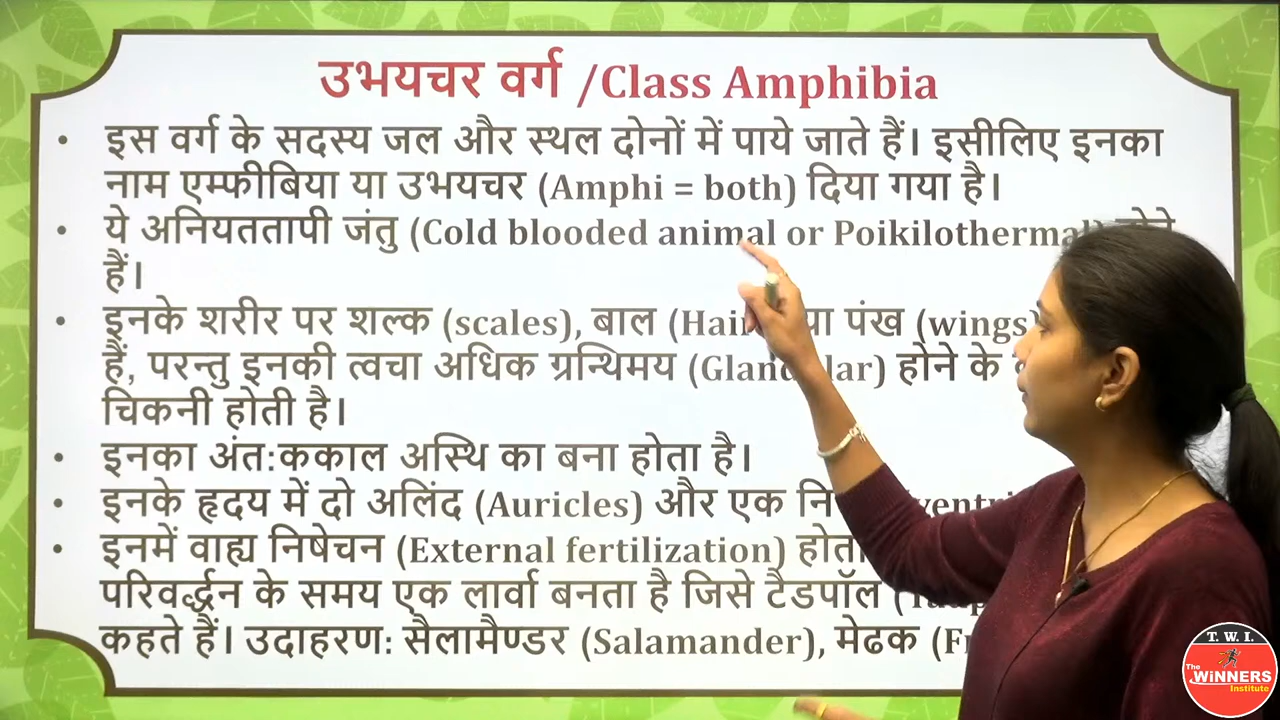 उभयचर वर्ग /Class Amphibia
• इस वर्ग के सदस्य जल और स्थल दोनों में पाये जाते हैं। इसीलिए इनका
नाम एम्फीबिया या उभयचर (Amphi = both) दिया गया है।
• ये अनियततापी जंतु (Cold blooded animal or Poikilothermal) होते
हैं।
• इनके शरीर पर शल्क (scales), बाल (Hair) या पंख (wings)
हैं, परन्तु इनकी त्वचा अधिक ग्रन्थिमय (Glandular) होने के
चिकनी होती है।
• इनका अंत:ककाल अस्थि का बना होता है।
• इनके हृदय में दो अलिंद (Auricles) और एक
• इनमें वाह्य निषेचन (External fertilization) होता
परिवर्द्धन के समय एक लार्वा बनता है जिसे टैडपॉल
कहते हैं। उदाहरण: सैलामैण्डर (Salamander), मेढक
T. W. I.
The
WiNNERS
Institute